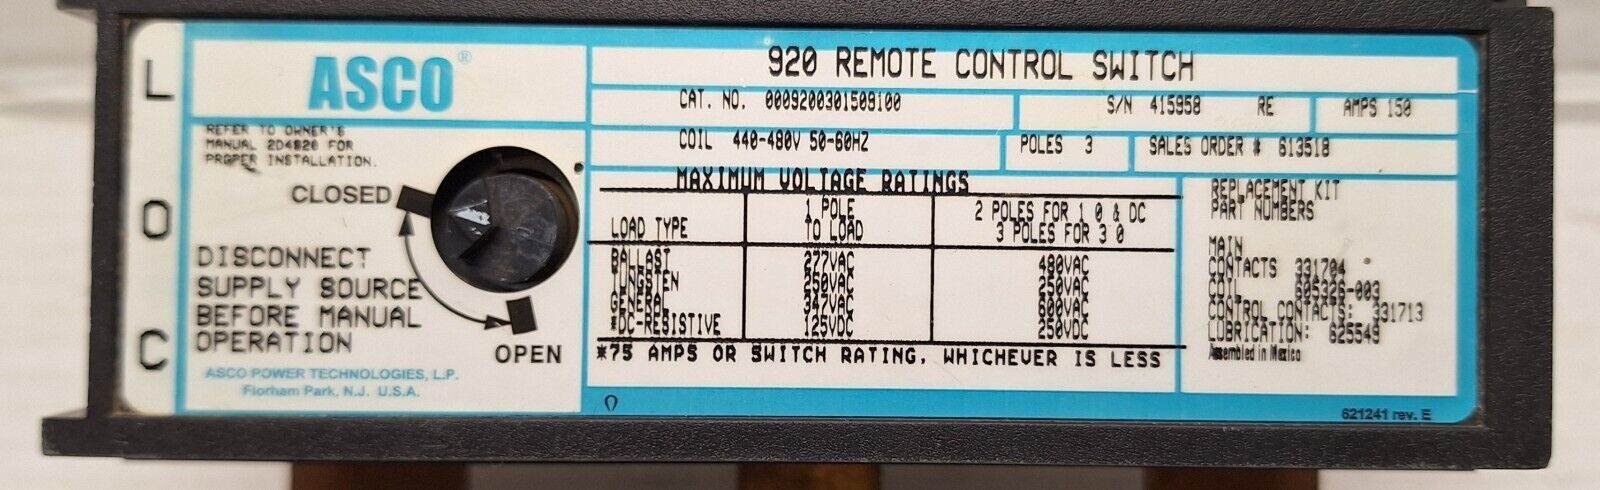 L
O
C
ASCO®
REFER TO OWNER'S
MANUAL 2D4820 FOR
PROPER INSTALLATION.
CLOSED
DISCONNECT
SUPPLY SOURCE
BEFORE MANUAL
OPERATION
OPEN
ASCO POWER TECHNOLOGIES, L.P.
Florham Park, N.J. U.S.A.
920 REMOTE CONTROL SWITCH
CAT. NO. 0009200301509100
S/N 415958 RE
AMPS 150
COIL 440-480V 50-60HZ
POLES 3
SALES ORDER # 613518
MAXIMUM VOLTAGE RATINGS
LOAD TYPE
1 POLE
TO LOAD
2 POLES FOR 1 0 & DC
3 POLES FOR 3 0
BALLAST 277VAC 480VAC
TUNGSTEN 250VAC 250VAC
GENERAL 347VAC 600VAC
*DC-RESISTIVE 125VDC 250VDC
*75 AMPS OR SWITCH RATING, WHICHEVER IS LESS
REPLACEMENT KIT
PART NUMBERS
MAIN
CONTACTS 331704
COIL 605326-003
CONTROL CONTACTS: 331713
LUBRICATION: 625549
Assembled in Mexico
621241 rev. E